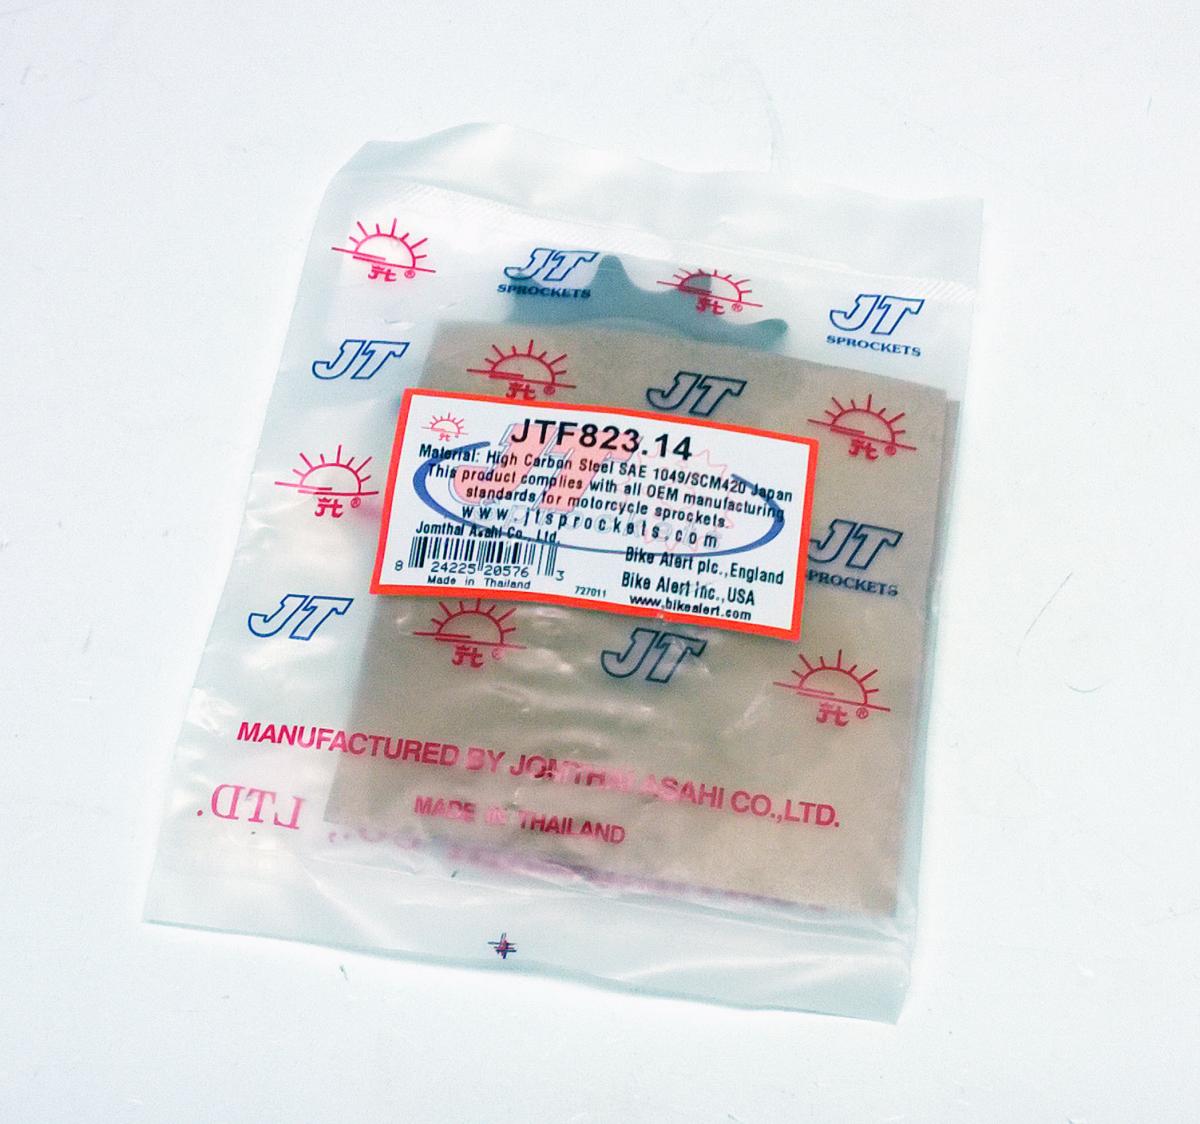 JT
SPROCKETS
JT
SPROCKETS
JT
JT
JTF823.14
Material: High Carbon Steel SAE 1049/SCM420 Japan
This product complies with all OEM manufacturing
standards for motorcycle sprockets.
www.jtsprockets.com
Jomthai Asahi Co., Ltd.
8 24225 20576 3
Made in Thailand
727011
Bike Alert plc.,England
Bike Alert inc.,USA
www.bikealert.com
JT
SPROCKETS
JT
JT
MANUFACTURED BY JOMTHAI ASAHI CO.,LTD.
MADE IN THAILAND
LTD.